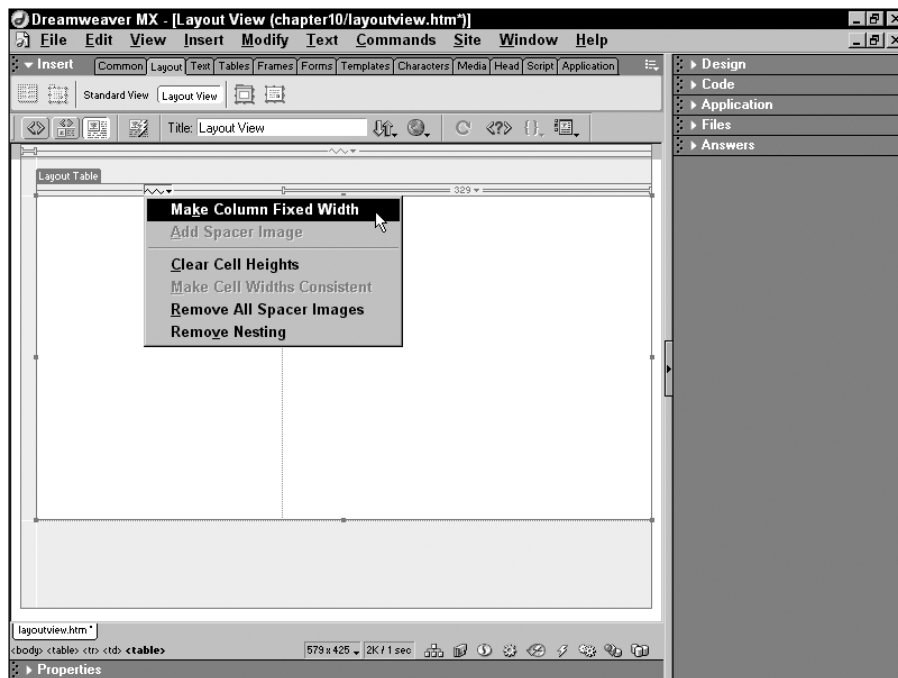 Dreamweaver MX - [Layout View (chapter10/layoutview.htm*)]
File Edit View Insert Modify Text Commands Site Window Help
Insert Common Layout Text Tables Frames Forms Templates Characters Media Head Script Application
Standard View Layout View
Title: Layout View
Design
Code
Application
Files
Answers
Layout Table
329
Make Column Fixed Width
Add Spacer Image
Clear Cell Heights
Make Cell Widths Consistent
Remove All Spacer Images
Remove Nesting
layoutview.htm*
<body> <table> <tr> <td> <table> 579 x 425 2K / 1 sec
Properties